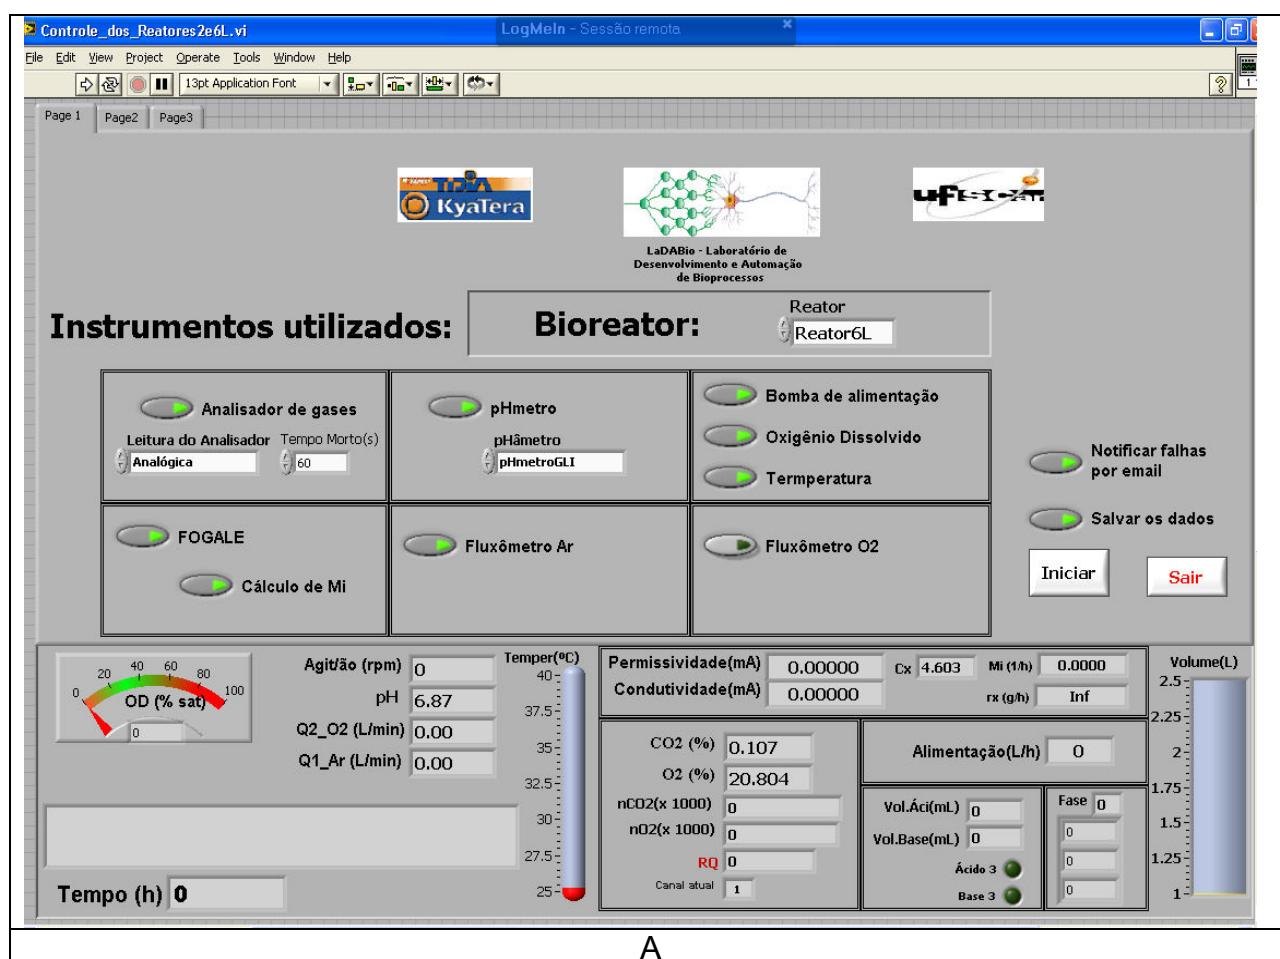 Controle_dos_Reatores2e6L.vi
LogMeIn - Sessão remota
File Edit View Project Operate Tools Window Help
13pt Application Font
Page 1 Page2 Page3
TIDIA
KyaTera
ufscar
LaDABio - Laboratório de
Desenvolvimento e Automação
de Bioprocessos
Instrumentos utilizados:
Bioreator:
Reator
Reator6L
Analisador de gases
Leitura do Analisador Tempo Morto(s)
Analógica 60
pHmetro
pHâmetro
pHmetroGLI
Bomba de alimentação
Oxigênio Dissolvido
Termperatura
Notificar falhas
por email
Salvar os dados
FOGALE
Cálculo de Mi
Fluxômetro Ar
Fluxômetro O2
Iniciar Sair
0 20 40 60 80 100
OD (% sat)
0
Agit/ão (rpm) 0
pH 6.87
Q2_O2 (L/min) 0.00
Q1_Ar (L/min) 0.00
Tempo (h) 0
Temper(ºC)
40
37.5
35
32.5
30
27.5
25
Permissividade(mA) 0.00000 Cx 4.603 Mi (1/h) 0.0000
Condutividade(mA) 0.00000 rx (g/h) Inf
CO2 (%) 0.107
O2 (%) 20.804
nCO2(x 1000) 0
nO2(x 1000) 0
RQ 0
Canal atual 1
Alimentação(L/h) 0
Vol.Áci(mL) 0
Vol.Base(mL) 0
Ácido 3
Base 3
Fase 0
0
0
0
Volume(L)
2.5
2.25
2
1.75
1.5
1.25
1
A